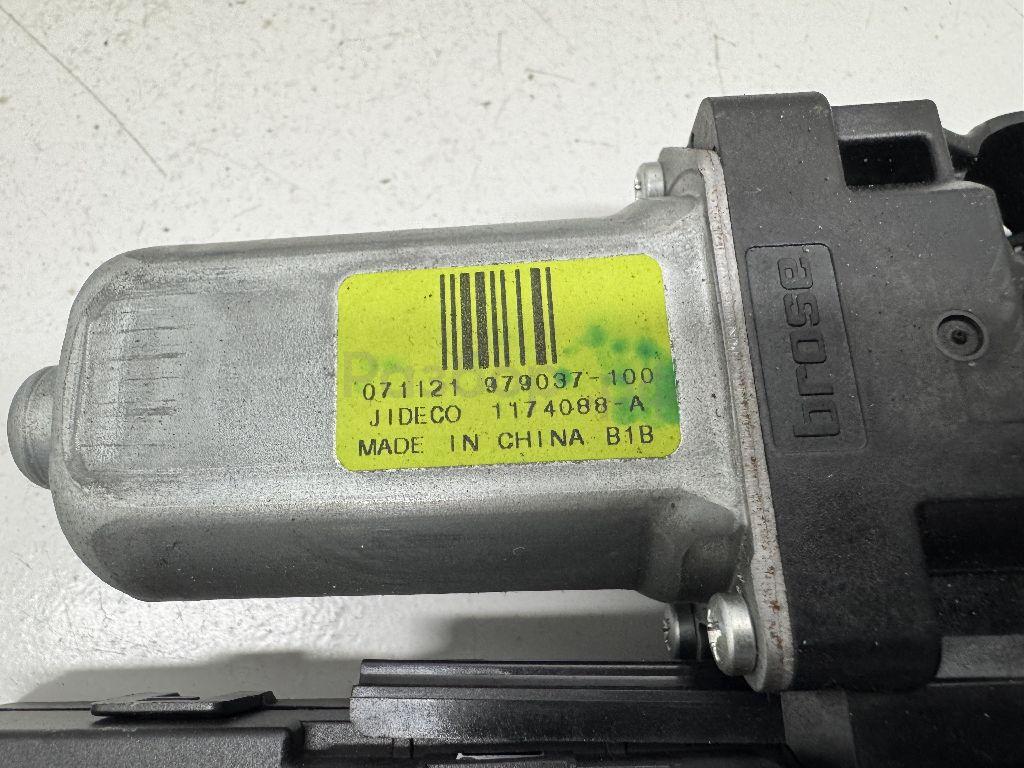 071121 979037-100
JIDECO 1174088-A
MADE IN CHINA B1B
brose